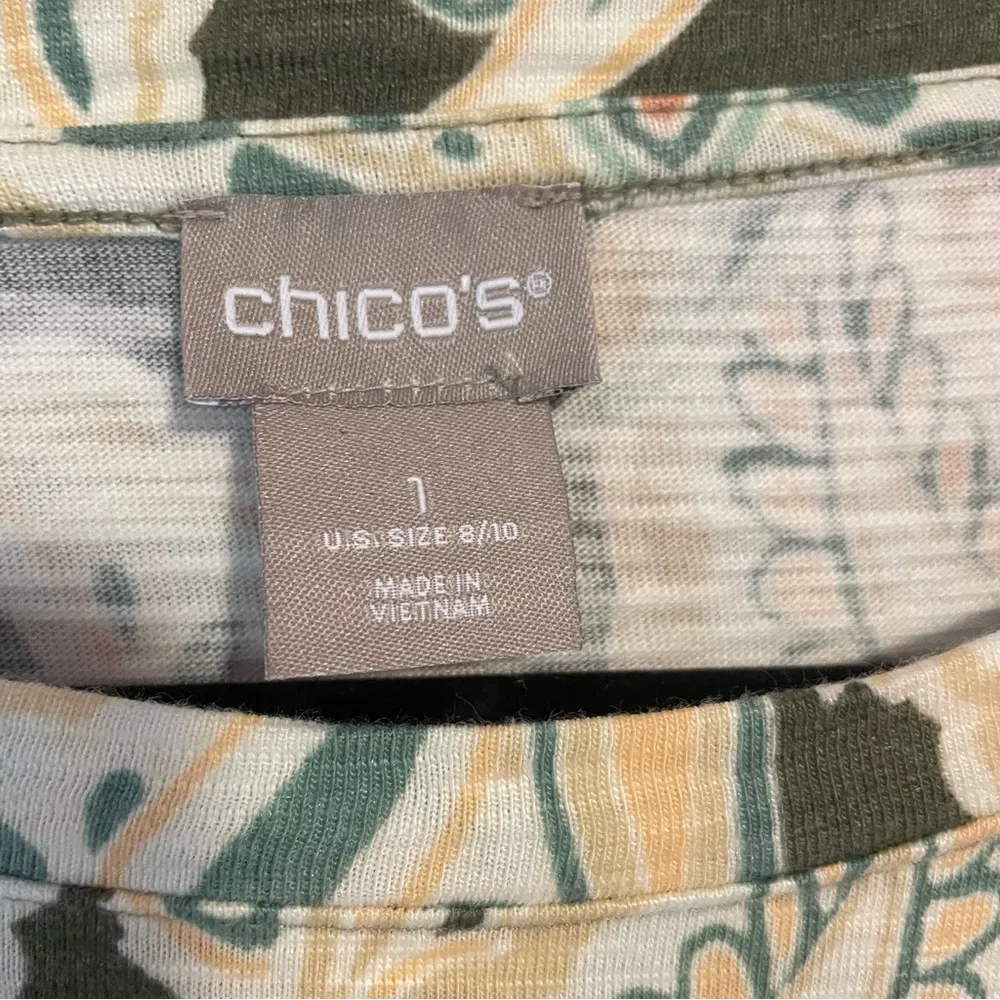 chico's®
1
U.S. SIZE 8/10
MADE IN
VIETNAM